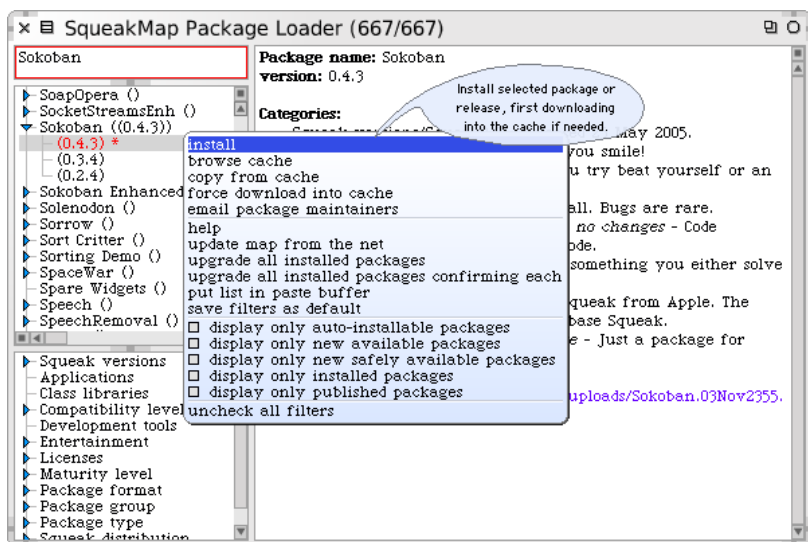 SqueakMap Package Loader (667/667)
Sokoban
SoapOpera ()
SocketStreamsEnh ()
Sokoban ((0.4.3))
(0.4.3) *
(0.3.4)
(0.2.4)
Sokoban Enhanced
Solenodon ()
Sorrow ()
Sort Critter ()
Sorting Demo ()
SpaceWar ()
Spare Widgets ()
Speech ()
SpeechRemoval ()
Squeak versions
Applications
Class libraries
Compatibility level
Development tools
Entertainment
Licenses
Maturity level
Package format
Package group
Package type
Squeak distribution
Package name: Sokoban
version: 0.4.3
Categories:
may 2005.
you smile!
u try beat yourself or an
all. Bugs are rare.
no changes - Code
ode.
something you either solve
queak from Apple. The
base Squeak.
e - Just a package for
uploads/Sokoban.03Nov2355.
Install selected package or
release, first downloading
into the cache if needed.
install
browse cache
copy from cache
force download into cache
email package maintainers
help
update map from the net
upgrade all installed packages
upgrade all installed packages confirming each
put list in paste buffer
save filters as default
display only auto-installable packages
display only new available packages
display only new safely available packages
display only installed packages
display only published packages
uncheck all filters